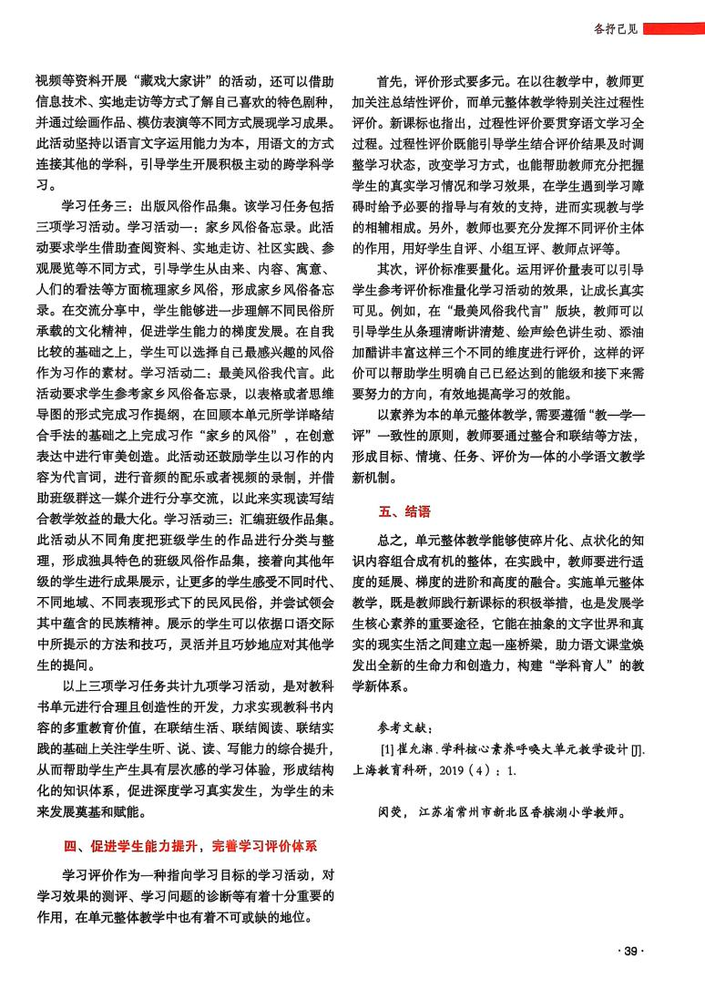 各抒己见
视频等资料开展“藏戏大家讲”的活动，还可以借助
信息技术、实地走访等方式了解自己喜欢的特色剧种，
并通过绘画作品、模仿表演等不同方式展现学习成果。
此活动坚持以语言文字运用能力为本，用语文的方式
连接其他的学科，引导学生开展积极主动的跨学科学
习。
学习任务三：出版风俗作品集。该学习任务包括
三项学习活动。学习活动一：家乡风俗备忘录。此活
动要求学生借助查阅资料、实地走访、社区实践、参
观展览等不同方式，引导学生从由来、内容、寓意、
人们的看法等方面梳理家乡风俗，形成家乡风俗备忘
录。在交流分享中，学生能够进一步理解不同民俗所
承载的文化精神，促进学生能力的梯度发展。在自我
比较的基础之上，学生可以选择自己最感兴趣的风俗
作为习作的素材。学习活动二：最美风俗我代言。此
活动要求学生参考家乡风俗备忘录，以表格或者思维
导图的形式完成习作提纲，在回顾本单元所学详略结
合手法的基础之上完成习作“家乡的风俗”，在创意
表达中进行审美创造。此活动还鼓励学生以习作的内
容为代言词，进行音频的配乐或者视频的录制，并借
助班级群这一媒介进行分享交流，以此来实现读写结
合教学效益的最大化。学习活动三：汇编班级作品集。
此活动从不同角度把班级学生的作品进行分类与整
理，形成独具特色的班级风俗作品集，接着向其他年
级的学生进行成果展示，让更多的学生感受不同时代、
不同地域、不同表现形式下的民风民俗，并尝试领会
其中蕴含的民族精神。展示的学生可以依据口语交际
中所提示的方法和技巧，灵活并且巧妙地应对其他学
生的提问。
以上三项学习任务共计九项学习活动，是对教科
书单元进行合理且创造性的开发，力求实现教科书内
容的多重教育价值，在联结生活、联结阅读、联结实
践的基础上关注学生听、说、读、写能力的综合提升，
从而帮助学生产生具有层次感的学习体验，形成结构
化的知识体系，促进深度学习真实发生，为学生的未
来发展奠基和赋能。
四、促进学生能力提升，完善学习评价体系
学习评价作为一种指向学习目标的学习活动，对
学习效果的测评、学习问题的诊断等有着十分重要的
作用，在单元整体教学中也有着不可或缺的地位。
首先，评价形式要多元。在以往教学中，教师更
加关注总结性评价，而单元整体教学特别关注过程性
评价。新课标也指出，过程性评价要贯穿语文学习全
过程。过程性评价既能引导学生结合评价结果及时调
整学习状态，改变学习方式，也能帮助教师充分把握
学生的真实学习情况和学习效果，在学生遇到学习障
碍时给予必要的指导与有效的支持，进而实现教与学
的相辅相成。另外，教师也要充分发挥不同评价主体
的作用，用好学生自评、小组互评、教师点评等。
其次，评价标准要量化。运用评价量表可以引导
学生参考评价标准量化学习活动的效果，让成长真实
可见。例如，在“最美风俗我代言”版块，教师可以
引导学生从条理清晰讲清楚、绘声绘色讲生动、添油
加醋讲丰富这样三个不同的维度进行评价，这样的评
价可以帮助学生明确自己已经达到的能级和接下来需
要努力的方向，有效地提高学习的效能。
以素养为本的单元整体教学，需要遵循“教—学—
评”一致性的原则，教师要通过整合和联结等方法，
形成目标、情境、任务、评价为一体的小学语文教学
新机制。
五、结语
总之，单元整体教学能够使碎片化、点状化的知
识内容组合成有机的整体，在实践中，教师要进行适
度的延展、梯度的进阶和高度的融合。实施单元整体
教学，既是教师践行新课标的积极举措，也是发展学
生核心素养的重要途径，它能在抽象的文字世界和真
实的现实生活之间建立起一座桥梁，助力语文课堂焕
发出全新的生命力和创造力，构建“学科育人”的教
学新体系。
参考文献：
[1]崔允漷.学科核心素养呼唤大单元教学设计[J].
上海教育科研，2019（4）：1.
闵荧，江苏省常州市新北区香槟湖小学教师。
·39·